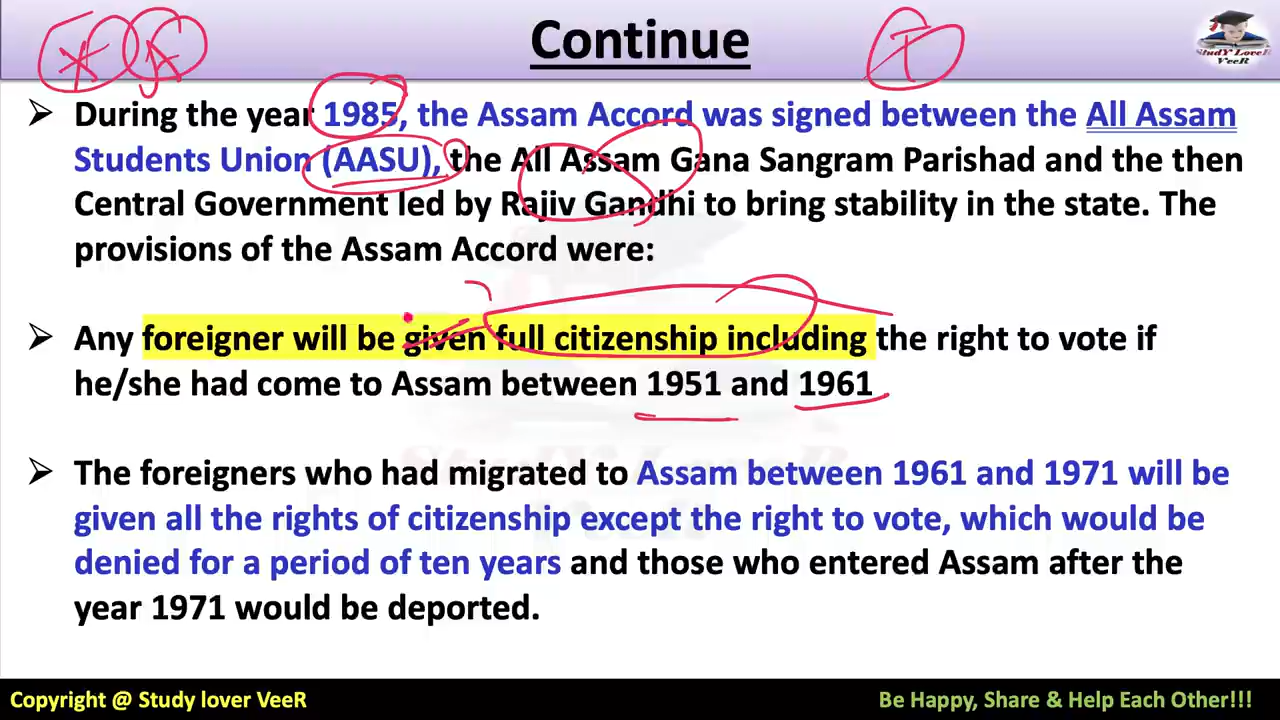 Continue
StudY LoveR
VeeR
➢ During the year 1985, the Assam Accord was signed between the All Assam
Students Union (AASU), the All Assam Gana Sangram Parishad and the then
Central Government led by Rajiv Gandhi to bring stability in the state. The
provisions of the Assam Accord were:
➢ Any foreigner will be given full citizenship including the right to vote if
he/she had come to Assam between 1951 and 1961
➢ The foreigners who had migrated to Assam between 1961 and 1971 will be
given all the rights of citizenship except the right to vote, which would be
denied for a period of ten years and those who entered Assam after the
year 1971 would be deported.
Copyright @ Study lover VeeR
Be Happy, Share & Help Each Other!!!